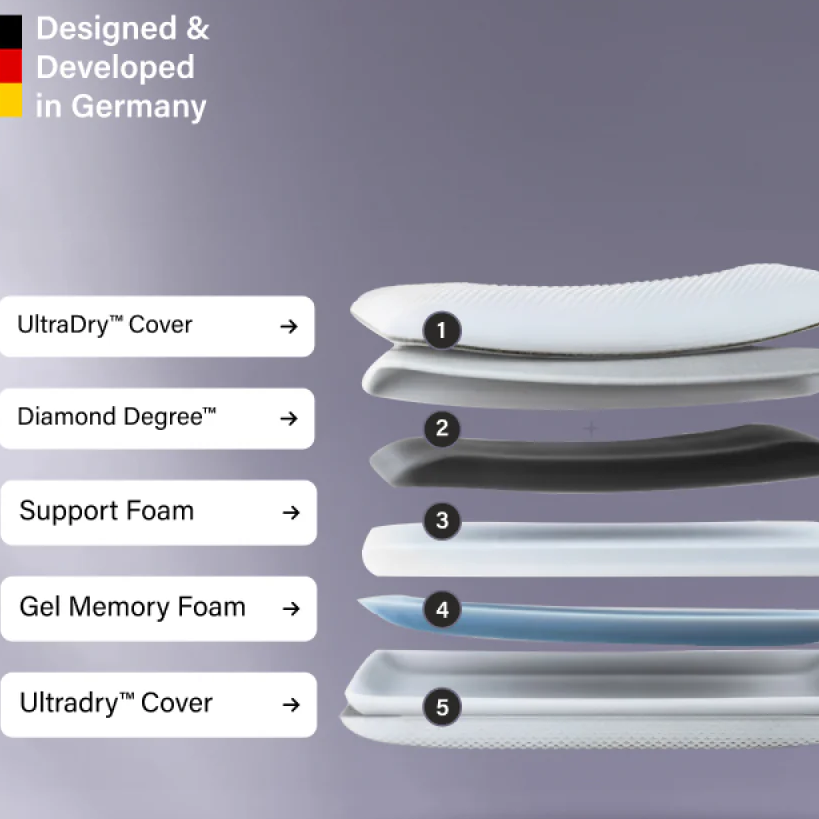 Designed &
Developed
in Germany
UltraDry™ Cover →
1
Diamond Degree™ →
2
Support Foam →
3
Gel Memory Foam →
4
Ultradry™ Cover →
5